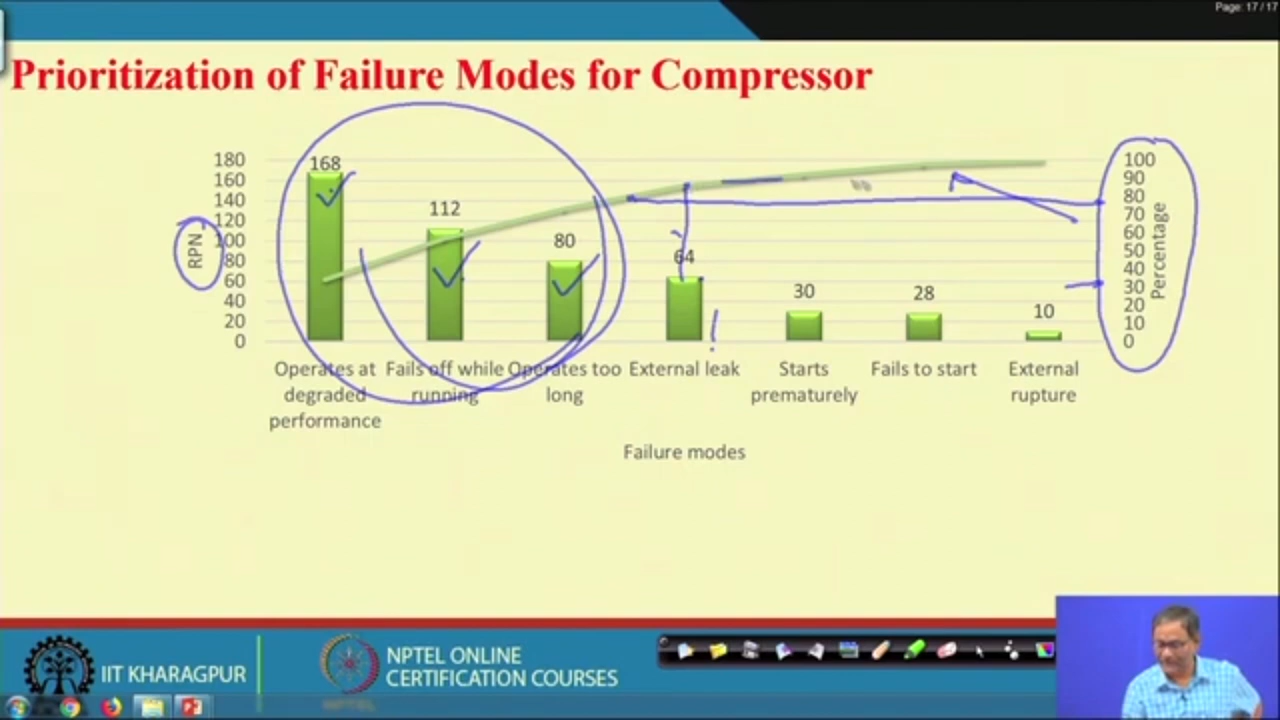 Page: 17 / 17
Prioritization of Failure Modes for Compressor
180
160
140
120
100
80
60
40
20
0
RPN
168
112
80
64
30
28
10
100
90
80
70
60
50
40
30
20
10
0
Percentage
Operates at degraded performance
Fails off while running
Operates too long
External leak
Starts prematurely
Fails to start
External rupture
Failure modes
IIT KHARAGPUR
NPTEL ONLINE
CERTIFICATION COURSES
NPTEL